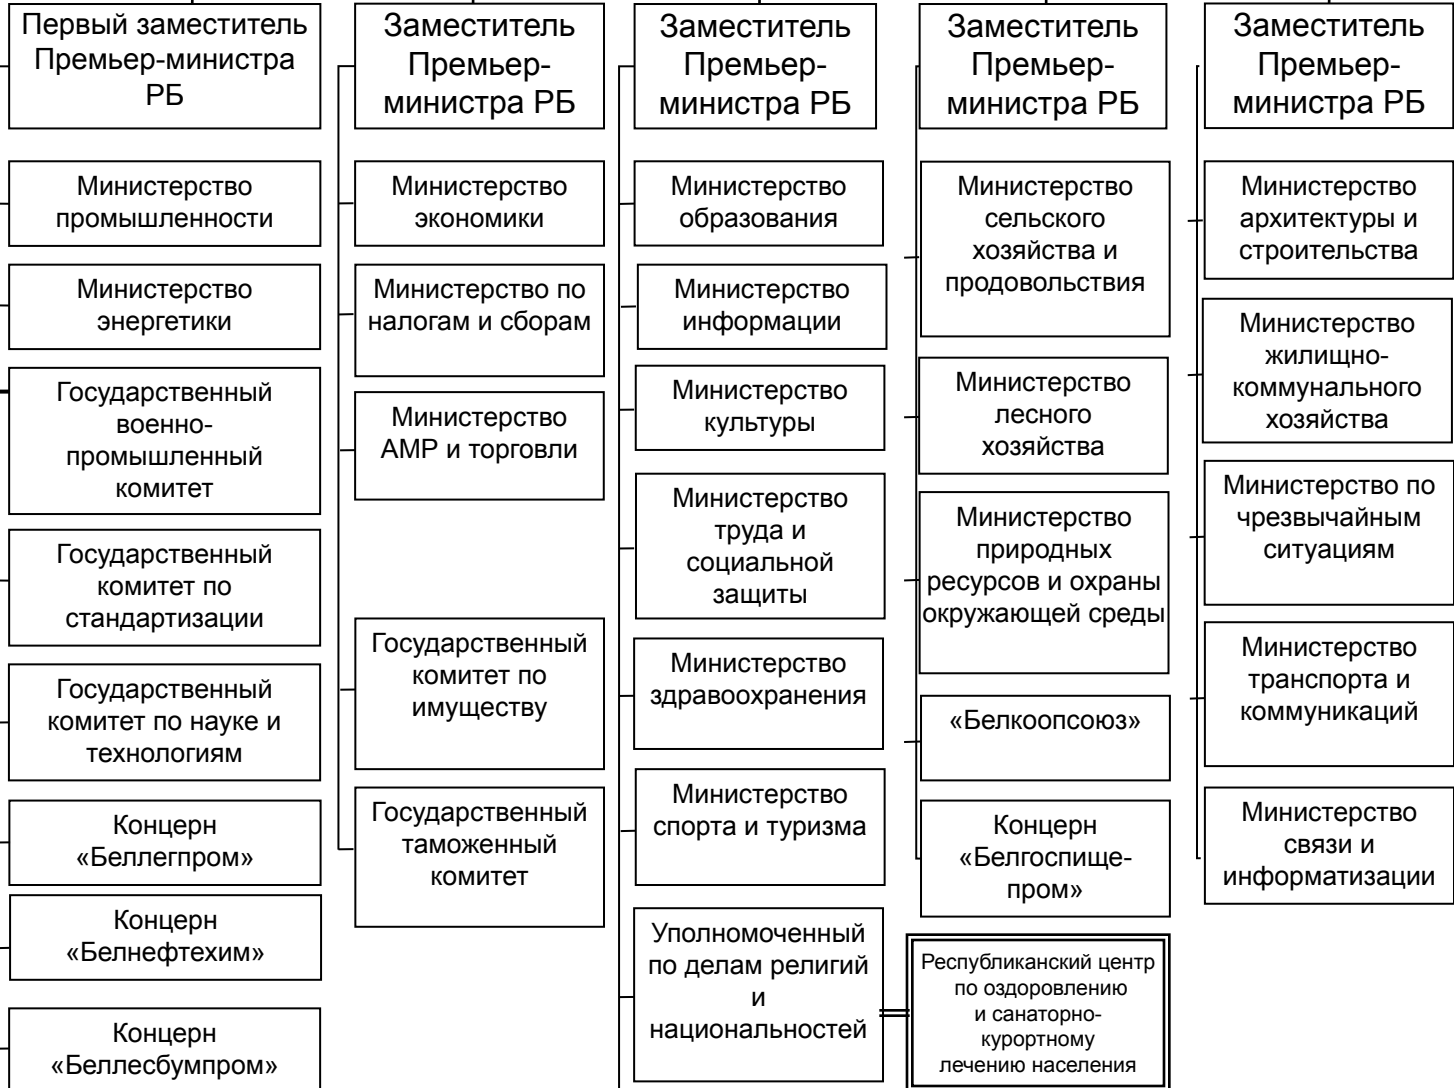 Первый заместитель
Премьер-министра
РБ
Министерство
промышленности
Министерство
энергетики
Государственный
военно-
промышленный
комитет
Государственный
комитет по
стандартизации
Государственный
комитет по науке и
технологиям
Концерн
«Беллегпром»
Концерн
«Белнефтехим»
Концерн
«Беллесбумпром»
Заместитель
Премьер-
министра РБ
Министерство
экономики
Министерство по
налогам и сборам
Министерство
АМР и торговли
Государственный
комитет по
имуществу
Государственный
таможенный
комитет
Заместитель
Премьер-
министра РБ
Министерство
образования
Министерство
информации
Министерство
культуры
Министерство
труда и
социальной
защиты
Министерство
здравоохранения
Министерство
спорта и туризма
Уполномоченный
по делам религий
и
национальностей
Заместитель
Премьер-
министра РБ
Министерство
сельского
хозяйства и
продовольствия
Министерство
лесного
хозяйства
Министерство
природных
ресурсов и охраны
окружающей среды
«Белкоопсоюз»
Концерн
«Белгоспище-
пром»
Республиканский центр
по оздоровлению
и санаторно-
курортному
лечению населения
Заместитель
Премьер-
министра РБ
Министерство
архитектуры и
строительства
Министерство
жилищно-
коммунального
хозяйства
Министерство по
чрезвычайным
ситуациям
Министерство
транспорта и
коммуникаций
Министерство
связи и
информатизации